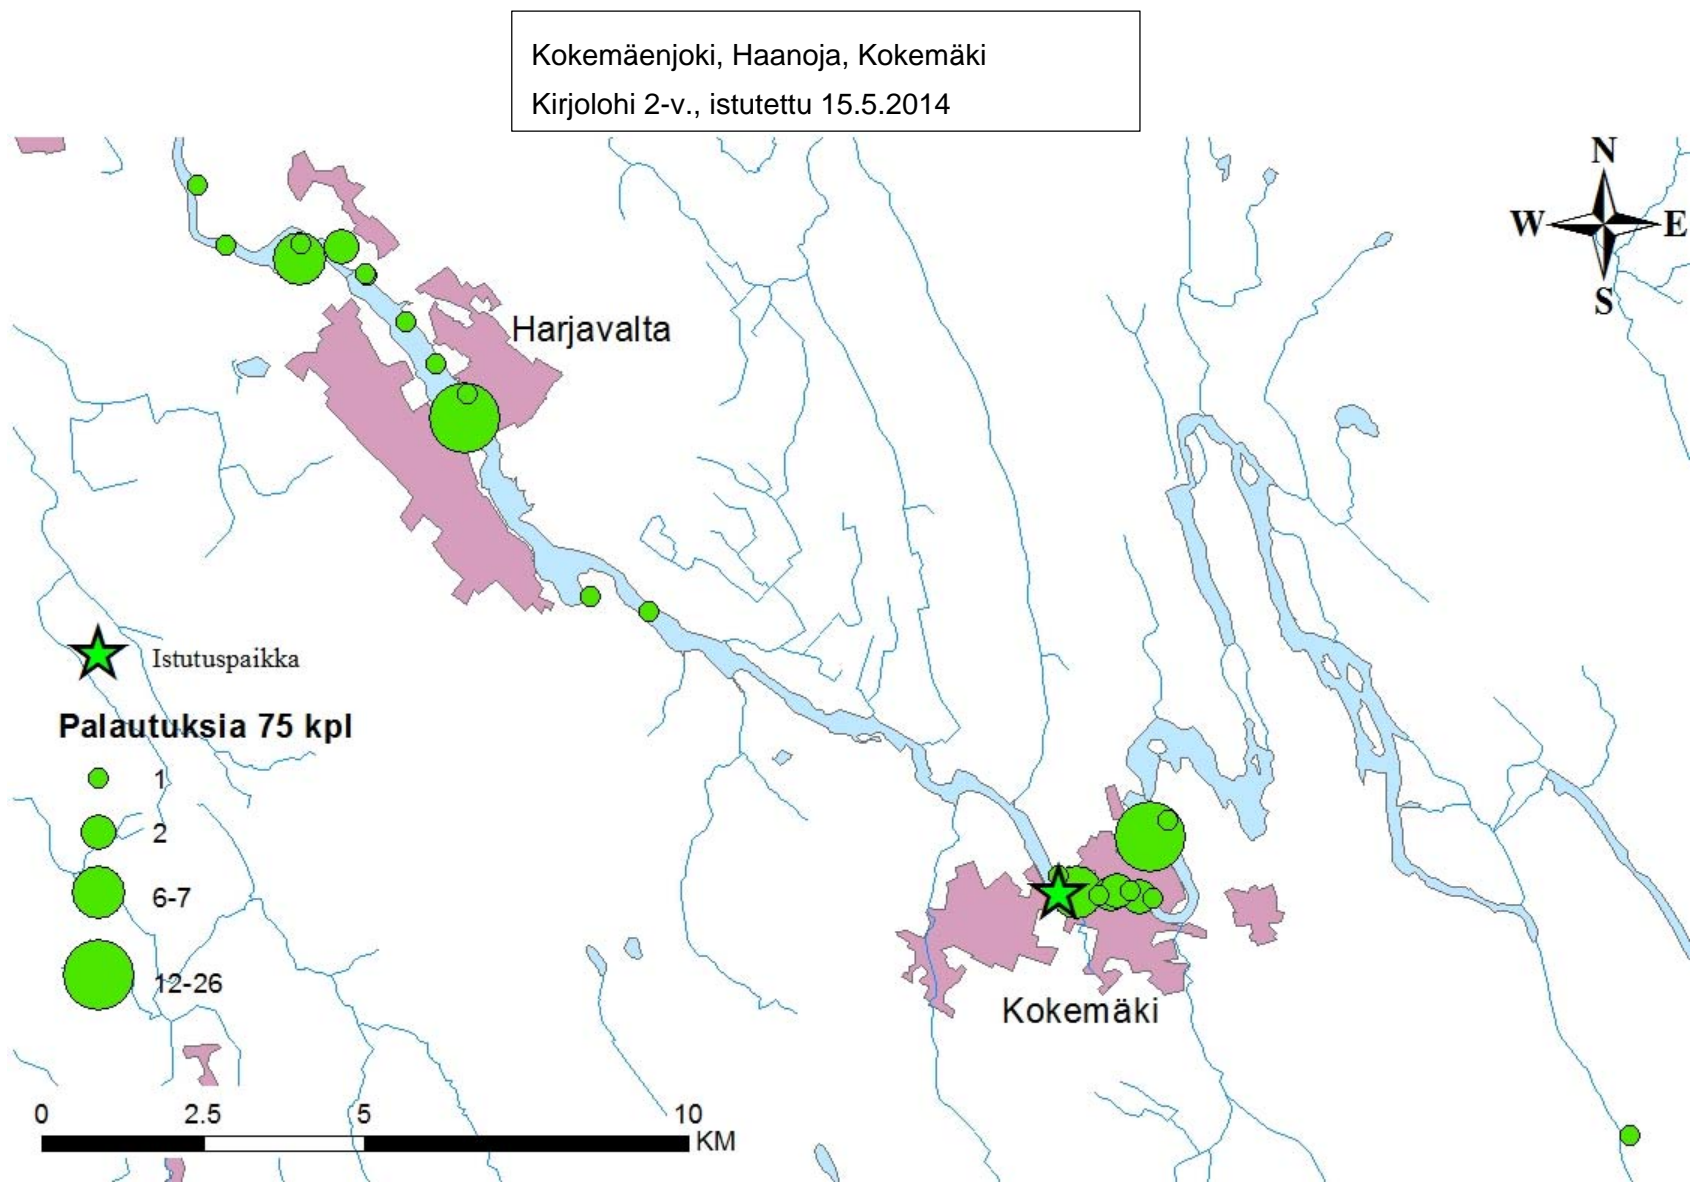 Kokemäenjoki, Haanoja, Kokemäki
Kirjolohi 2-v., istutettu 15.5.2014
N
W E
S
Harjavalta
Istutuspaikka
Palautuksia 75 kpl
1
2
6-7
12-26
Kokemäki
0 2.5 5 10
KM